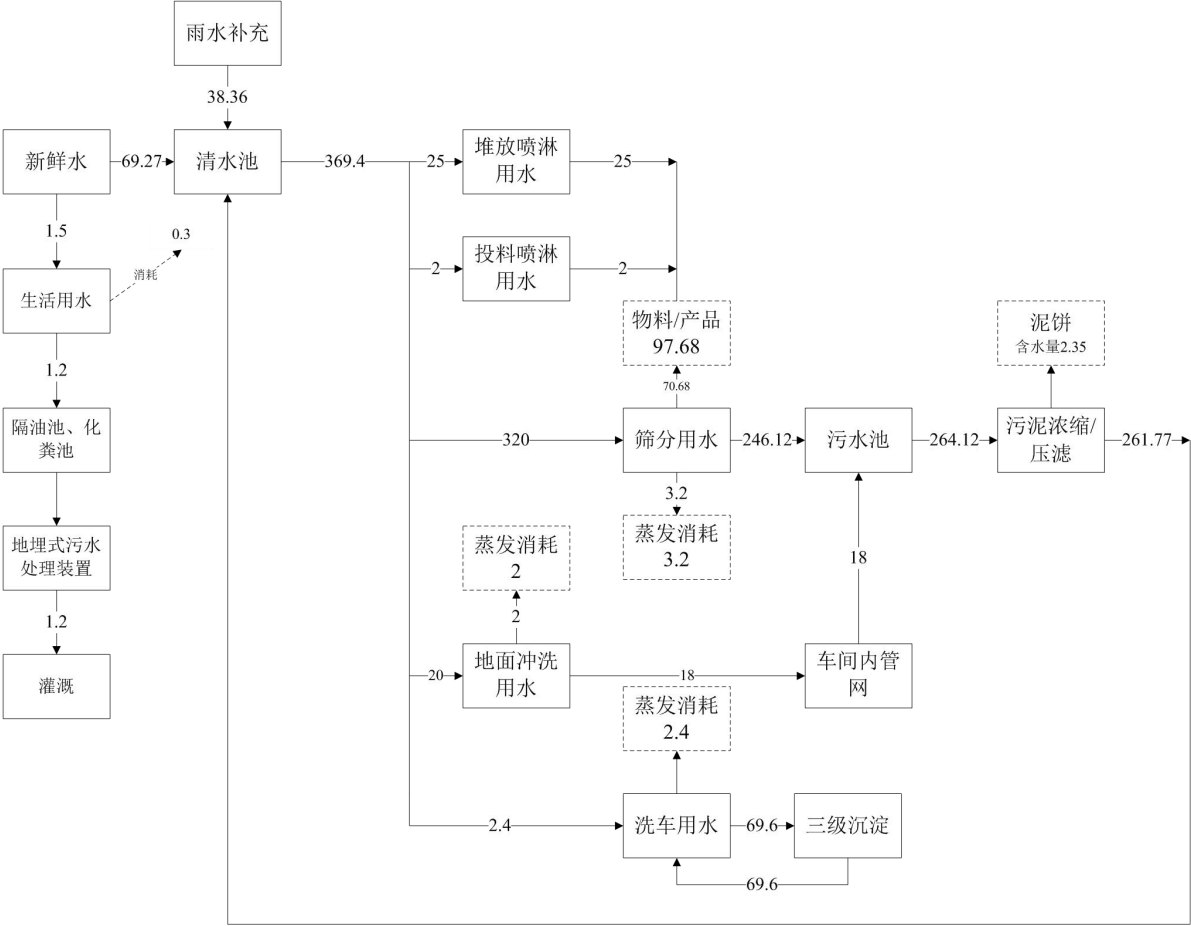 雨水补充
38.36
新鲜水
69.27
清水池
369.4
25
堆放喷淋
用水
25
1.5
0.3
消耗
2
投料喷淋
用水
2
生活用水
物料/产品
97.68
泥饼
含水量2.35
1.2
70.68
隔油池、化
粪池
320
筛分用水
246.12
污水池
264.12
污泥浓缩/
压滤
261.77
3.2
蒸发消耗
3.2
地埋式污水
处理装置
蒸发消耗
2
18
2
1.2
灌溉
20
地面冲洗
用水
18
车间内管
网
蒸发消耗
2.4
2.4
洗车用水
69.6
三级沉淀
69.6